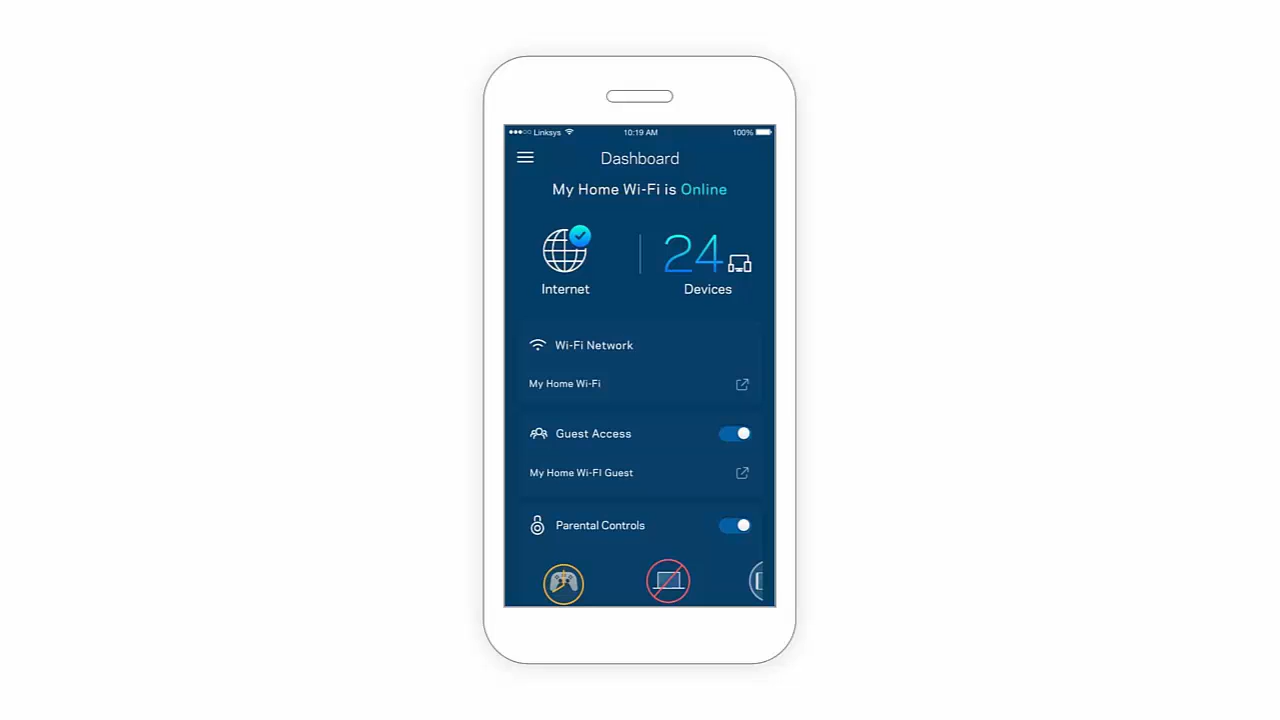 Linksys 10:19 AM 100%
Dashboard
My Home Wi-Fi is Online
24
Internet
Devices
Wi-Fi Network
My Home Wi-Fi
Guest Access
My Home Wi-FI Guest
Parental Controls